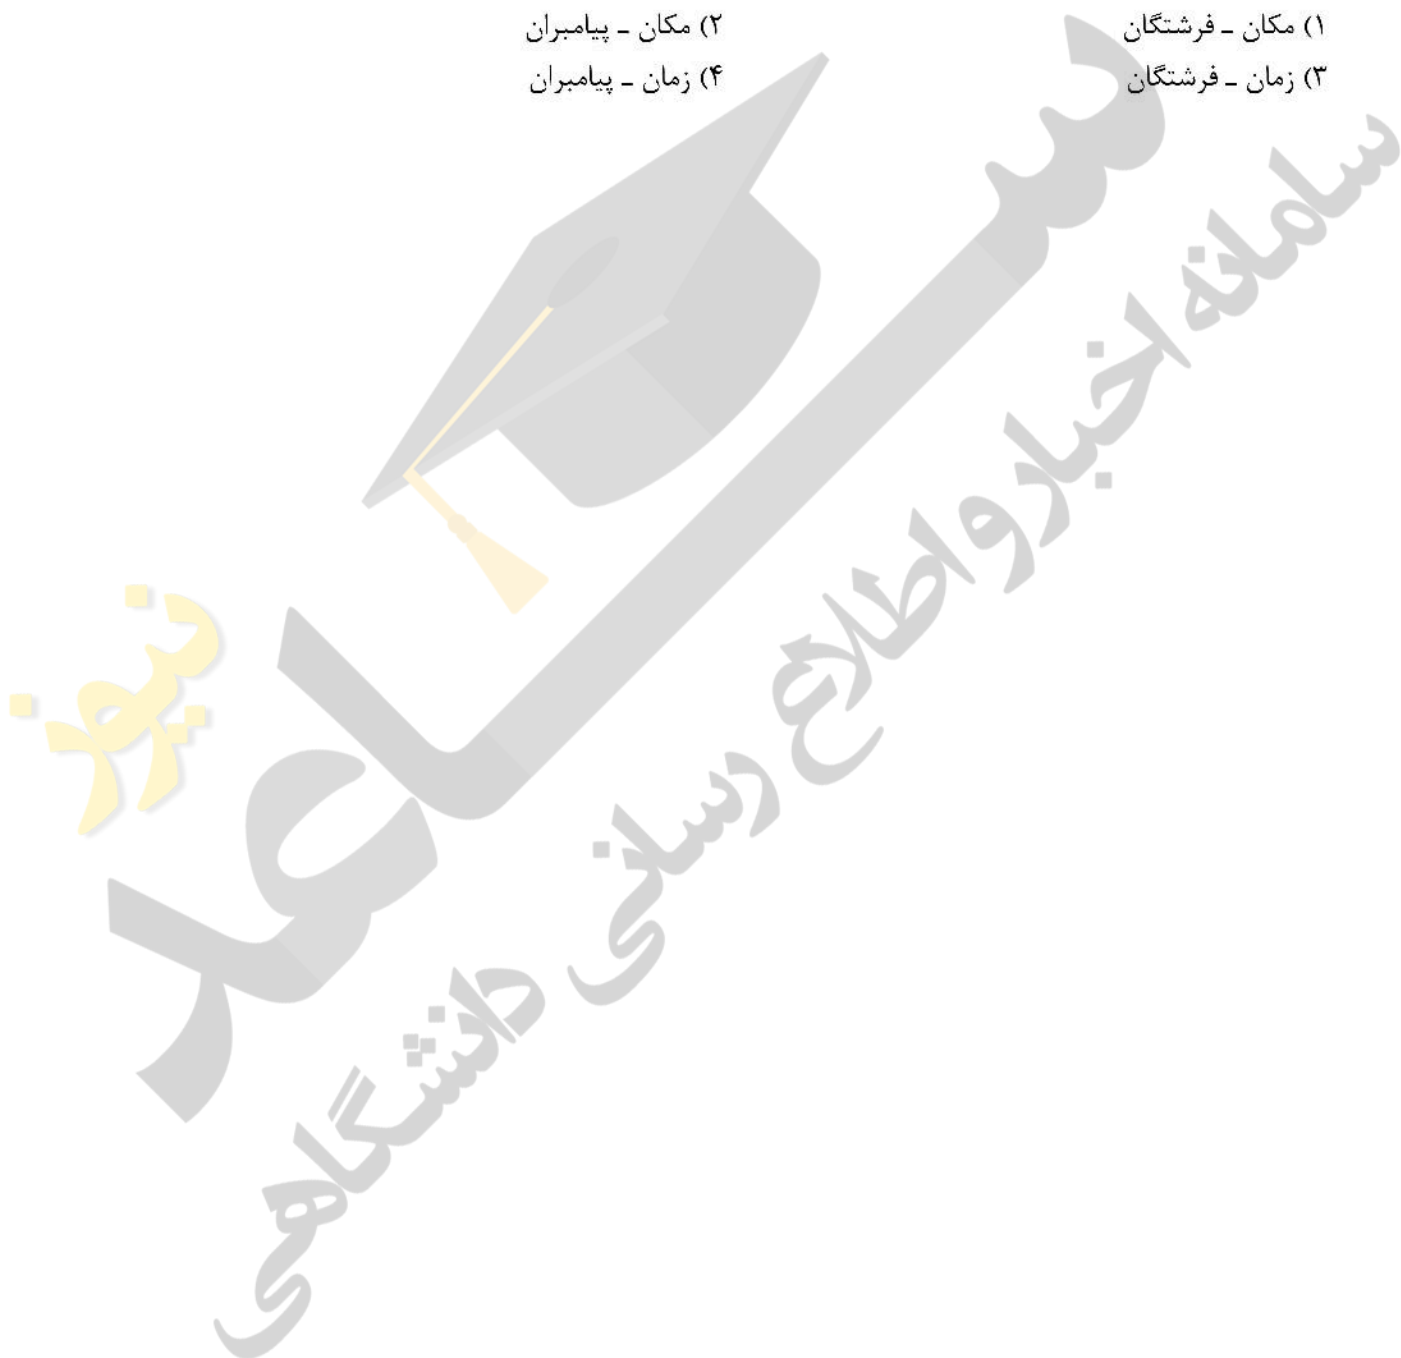 ۱) مکان ـ فرشتگان ۲) مکان ـ پیامبران
۳) زمان ـ فرشتگان ۴) زمان ـ پیامبران
ساعد
نیوز
سامانه اخبار و اطلاع رسانی دانشگاهی